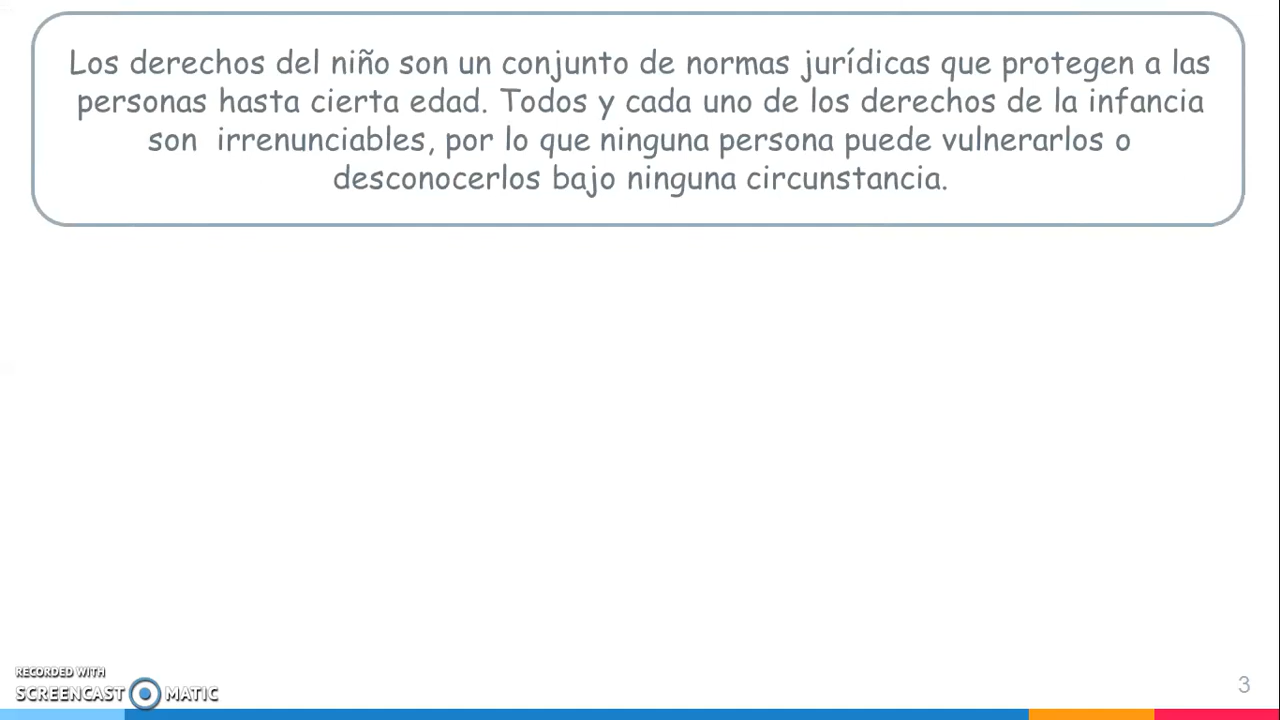 Los derechos del niño son un conjunto de normas jurídicas que protegen a las
personas hasta cierta edad. Todos y cada uno de los derechos de la infancia
son  irrenunciables, por lo que ninguna persona puede vulnerarlos o
desconocerlos bajo ninguna circunstancia.
RECORDED WITH
SCREENCAST MATIC
3